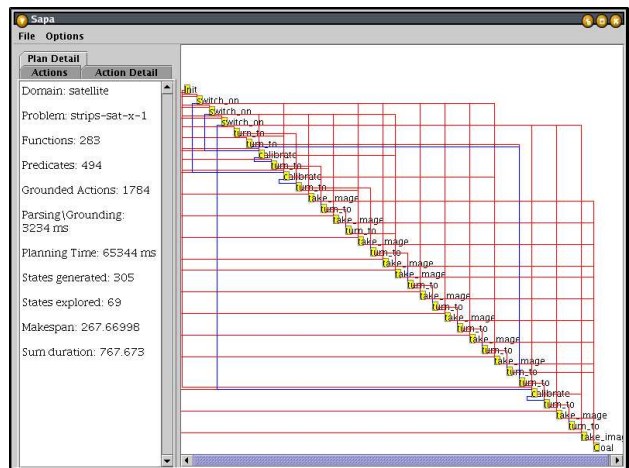 Sapa
File Options
Plan Detail
Actions Action Detail
Domain: satellite
Problem: strips-sat-x-1
Functions: 283
Predicates: 494
Grounded Actions: 1784
Parsing\Grounding:
3234 ms
Planning Time: 65344 ms
States generated: 305
States explored: 69
Makespan: 267.66998
Sum duration: 767.673
Init
switch_on
switch_on
switch_on
turn_to
turn_to
calibrate
turn_to
calibrate
turn_to
take_image
turn_to
take_image
turn_to
take_image
turn_to
take_image
turn_to
take_image
turn_to
take_image
turn_to
take_image
turn_to
take_image
turn_to
turn_to
calibrate
turn_to
take_image
turn_to
take_imag
Goal